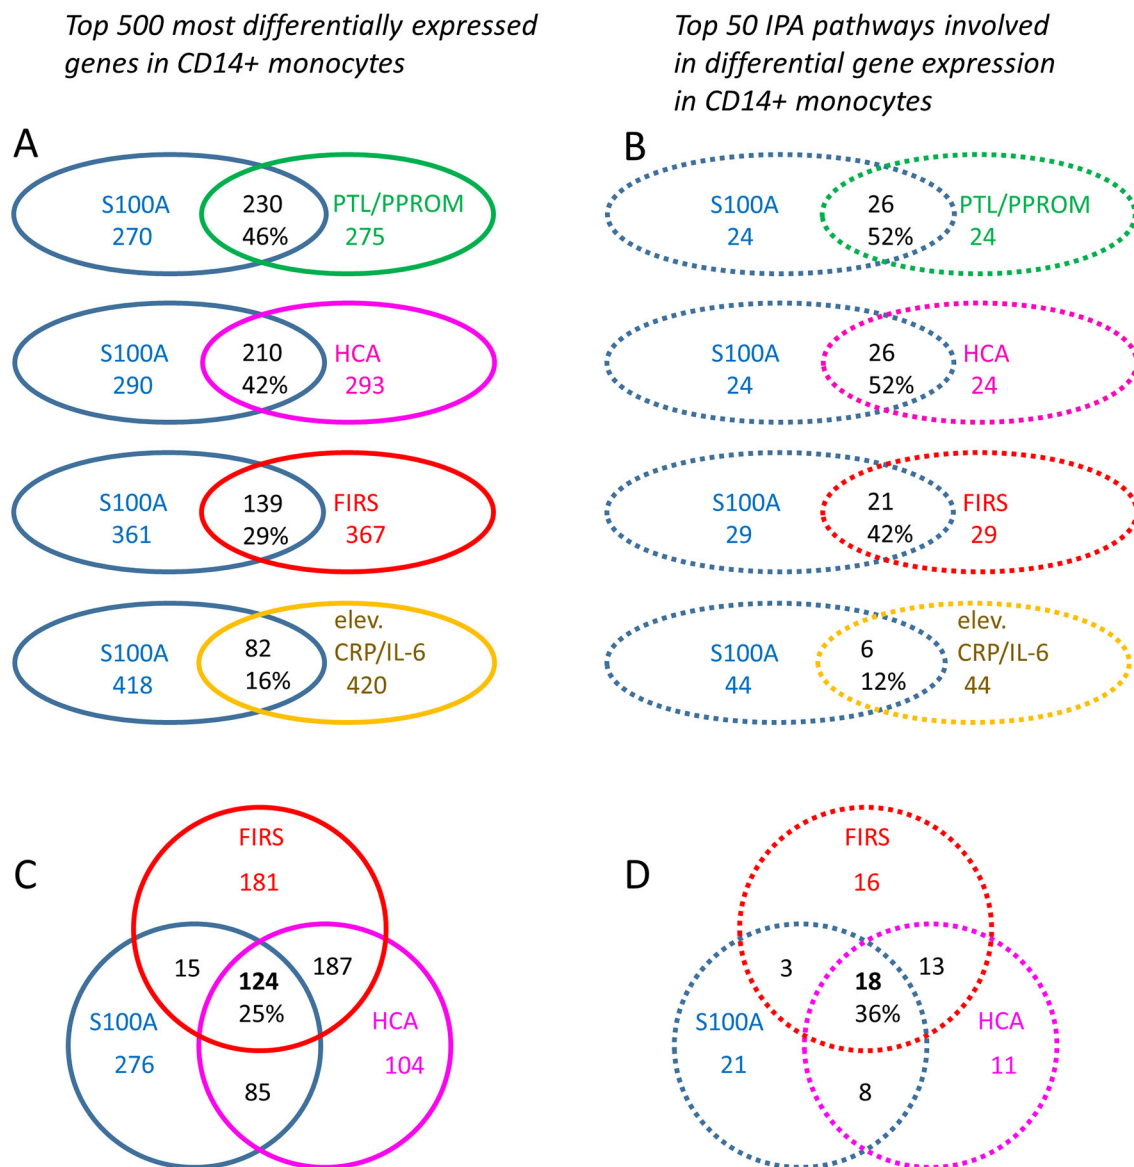 Top 500 most differentially expressed
genes in CD14+ monocytes
Top 50 IPA pathways involved
in differential gene expression
in CD14+ monocytes
A
S100A
270
230
46%
PTL/PPROM
275
S100A
290
210
42%
HCA
293
S100A
361
139
29%
FIRS
367
S100A
418
82
16%
elev.
CRP/IL-6
420
B
S100A
24
26
52%
PTL/PPROM
24
S100A
24
26
52%
HCA
24
S100A
29
21
42%
FIRS
29
S100A
44
6
12%
elev.
CRP/IL-6
44
C
FIRS
181
15
124
25%
187
S100A
276
HCA
104
85
D
FIRS
16
3
18
36%
13
S100A
21
HCA
11
8